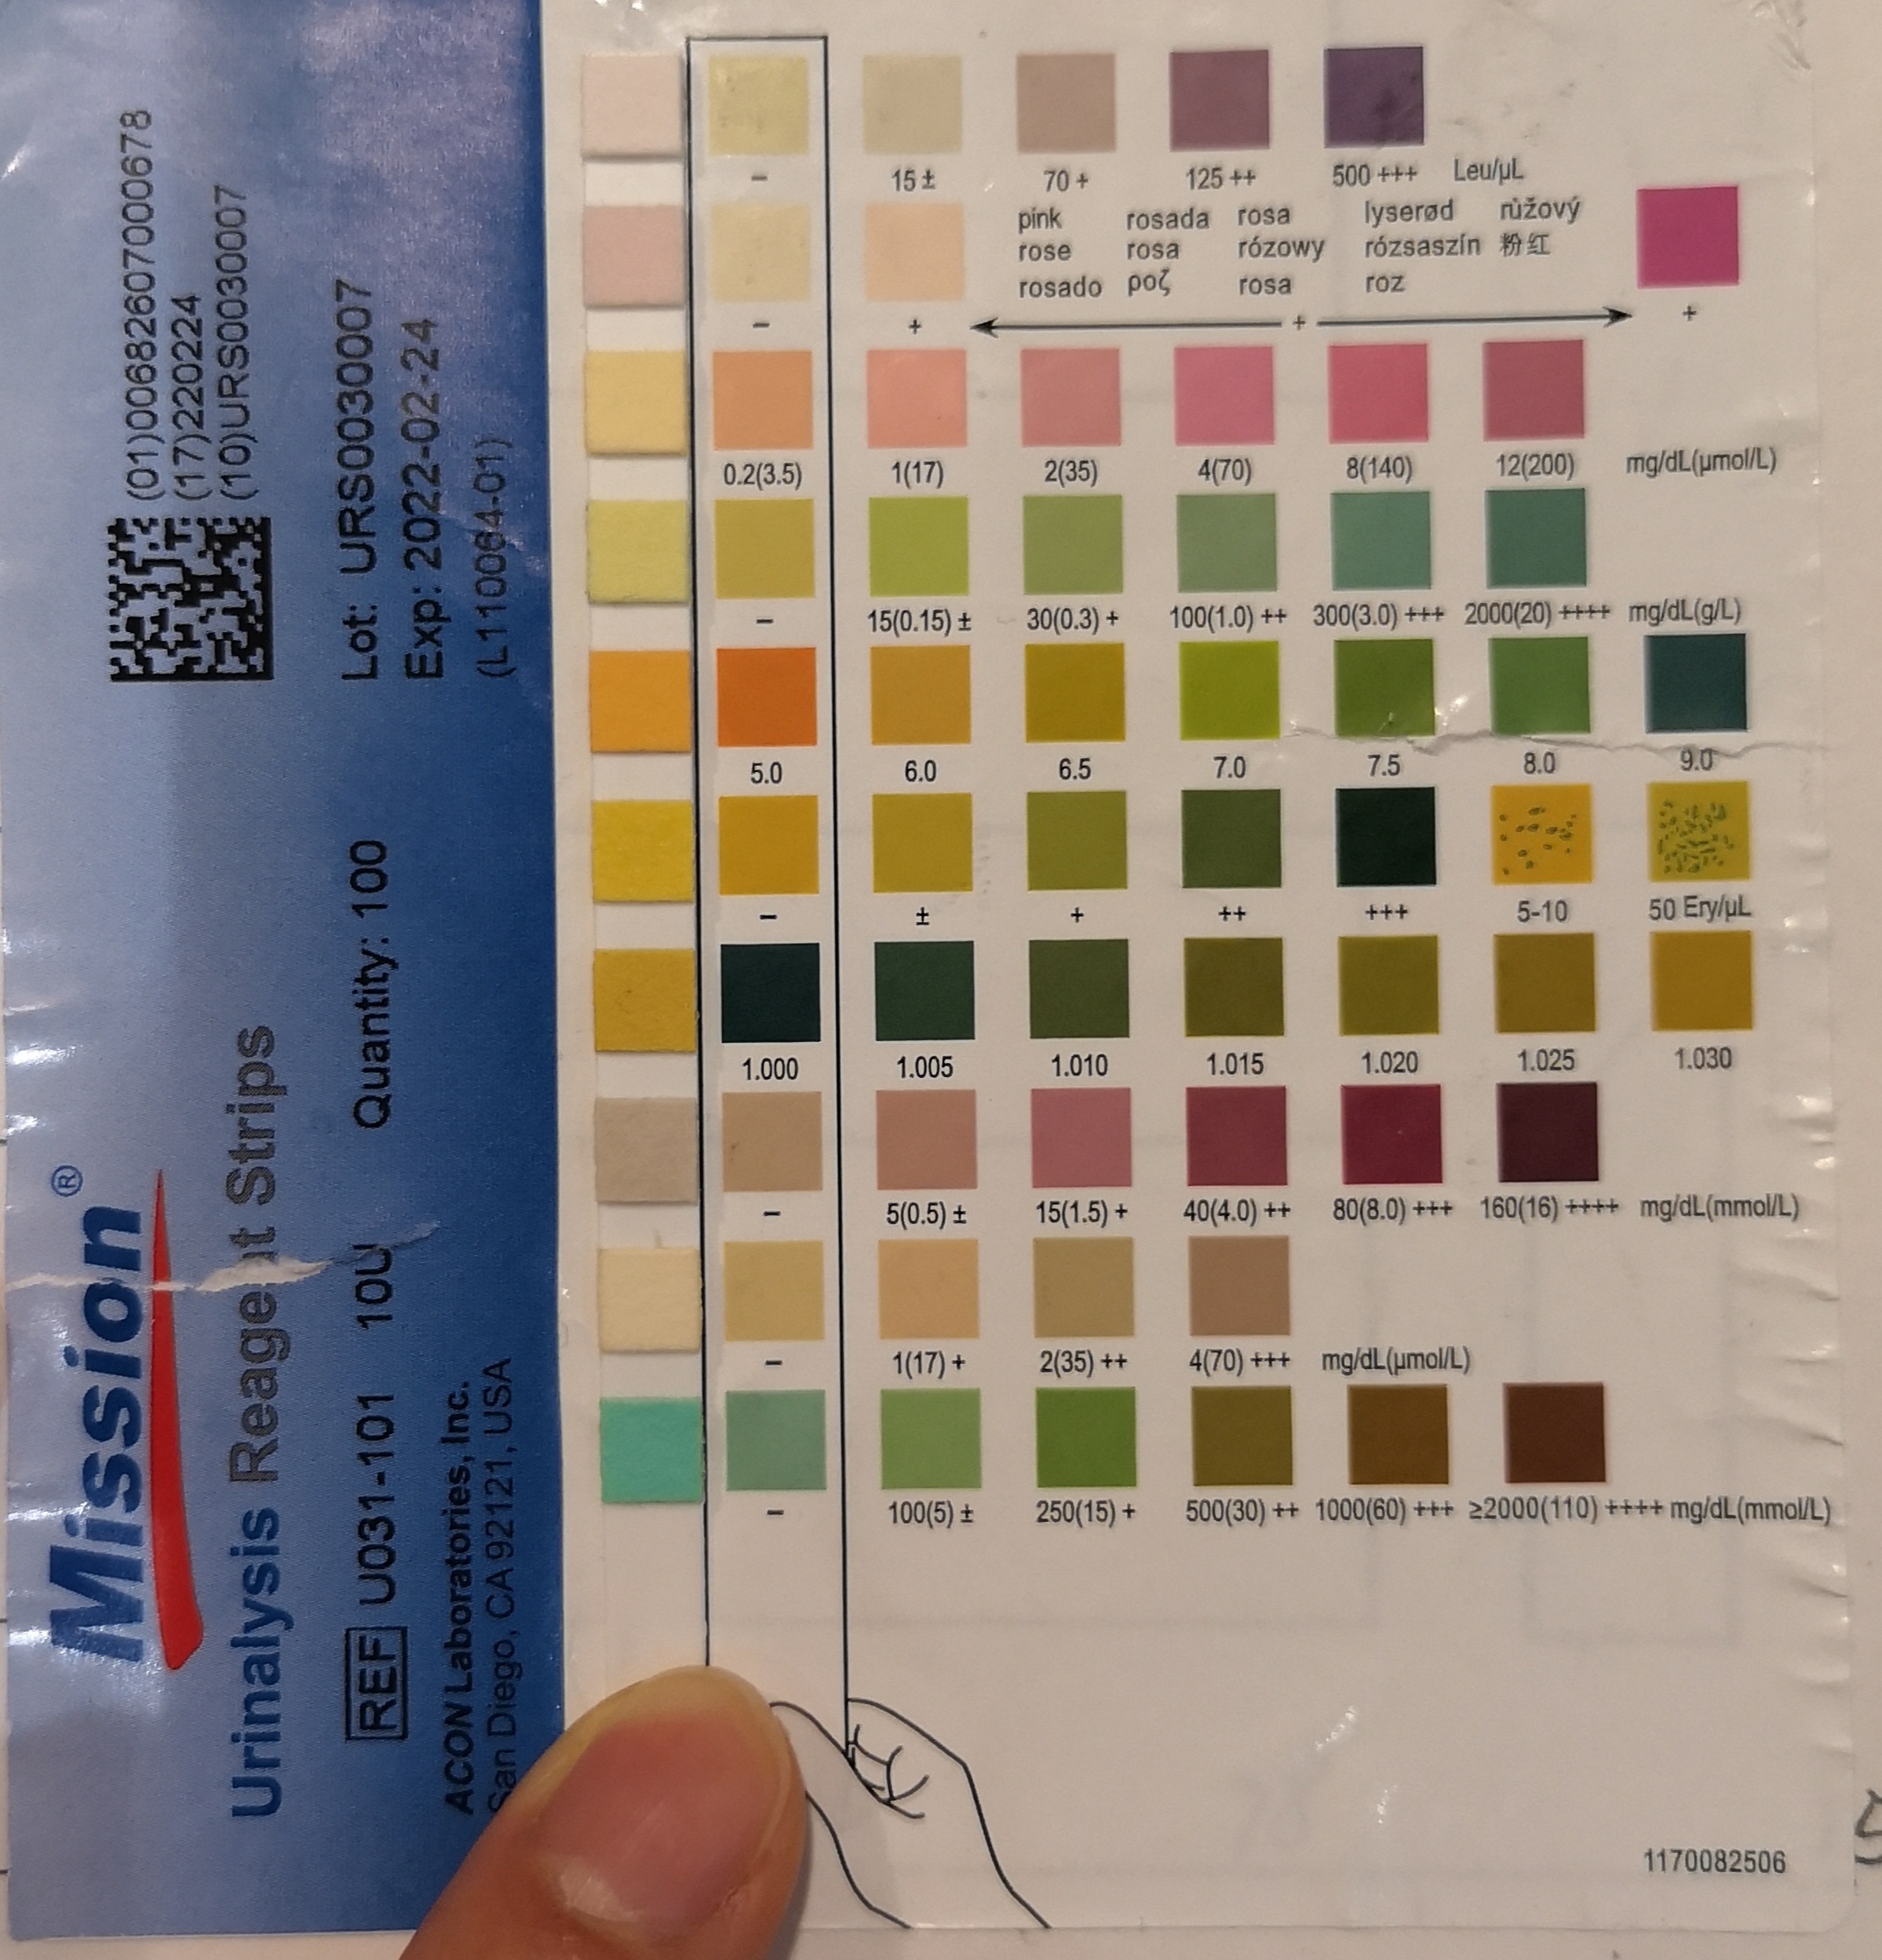 (01)00682607000678
(17)220224
(10)URS0030007
Lot: URS0030007
Exp: 2022-02-24
(L110064-01)
Mission®
Urinalysis Reagent Strips
REF U031-101 10U Quantity: 100
ACON Laboratories, Inc.
San Diego, CA 92121, USA
– 15 ± 70 + 125 ++ 500 +++ Leu/µL
pink rosada rosa lyserød růžový
rose rosa rózowy rózsaszín 粉红
rosado ροζ rosa roz
– + + +
0.2(3.5) 1(17) 2(35) 4(70) 8(140) 12(200) mg/dL(µmol/L)
– 15(0.15) ± 30(0.3) + 100(1.0) ++ 300(3.0) +++ 2000(20) ++++ mg/dL(g/L)
5.0 6.0 6.5 7.0 7.5 8.0 9.0
– ± + ++ +++ 5-10 50 Ery/µL
1.000 1.005 1.010 1.015 1.020 1.025 1.030
– 5(0.5) ± 15(1.5) + 40(4.0) ++ 80(8.0) +++ 160(16) ++++ mg/dL(mmol/L)
– 1(17) + 2(35) ++ 4(70) +++ mg/dL(µmol/L)
– 100(5) ± 250(15) + 500(30) ++ 1000(60) +++ ≥2000(110) ++++ mg/dL(mmol/L)
1170082506